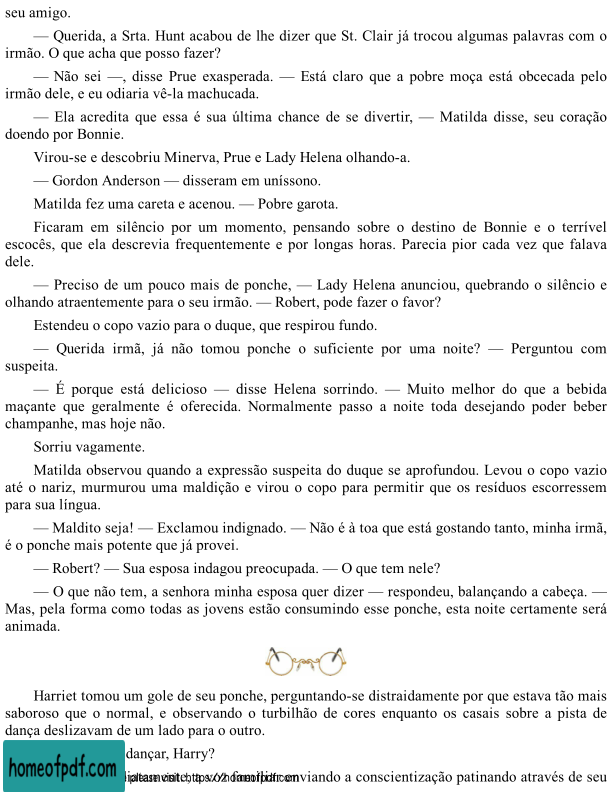 seu amigo.
— Querida, a Srta. Hunt acabou de lhe dizer que St. Clair já trocou algumas palavras com o
irmão. O que acha que posso fazer?
— Não sei —, disse Prue exasperada. — Está claro que a pobre moça está obcecada pelo
irmão dele, e eu odiaria vê-la machucada.
— Ela acredita que essa é sua última chance de se divertir, — Matilda disse, seu coração
doendo por Bonnie.
Virou-se e descobriu Minerva, Prue e Lady Helena olhando-a.
— Gordon Anderson — disseram em uníssono.
Matilda fez uma careta e acenou. — Pobre garota.
Ficaram em silêncio por um momento, pensando sobre o destino de Bonnie e o terrível
escocês, que ela descrevia frequentemente e por longas horas. Parecia pior cada vez que falava
dele.
— Preciso de um pouco mais de ponche, — Lady Helena anunciou, quebrando o silêncio e
olhando atraentemente para o seu irmão. — Robert, pode fazer o favor?
Estendeu o copo vazio para o duque, que respirou fundo.
— Querida irmã, já não tomou ponche o suficiente por uma noite? — Perguntou com
suspeita.
— É porque está delicioso — disse Helena sorrindo. — Muito melhor do que a bebida
maçante que geralmente é oferecida. Normalmente passo a noite toda desejando poder beber
champanhe, mas hoje não.
Sorriu vagamente.
Matilda observou quando a expressão suspeita do duque se aprofundou. Levou o copo vazio
até o nariz, murmurou uma maldição e virou o copo para permitir que os resíduos escorressem
para sua língua.
— Maldito seja! — Exclamou indignado. — Não é à toa que está gostando tanto, minha irmã,
é o ponche mais potente que já provei.
— Robert? — Sua esposa indagou preocupada. — O que tem nele?
— O que não tem, a senhora minha esposa quer dizer — respondeu, balançando a cabeça. —
Mas, pela forma como todas as jovens estão consumindo esse ponche, esta noite certamente será
animada.
Harriet tomou um gole de seu ponche, perguntando-se distraidamente por que estava tão mais
saboroso que o normal, e observando o turbilhão de cores enquanto os casais sobre a pista de
dança deslizavam de um lado para o outro.
dançar, Harry?
homeofpdf.com
enviando a conscientização patinando através de seu